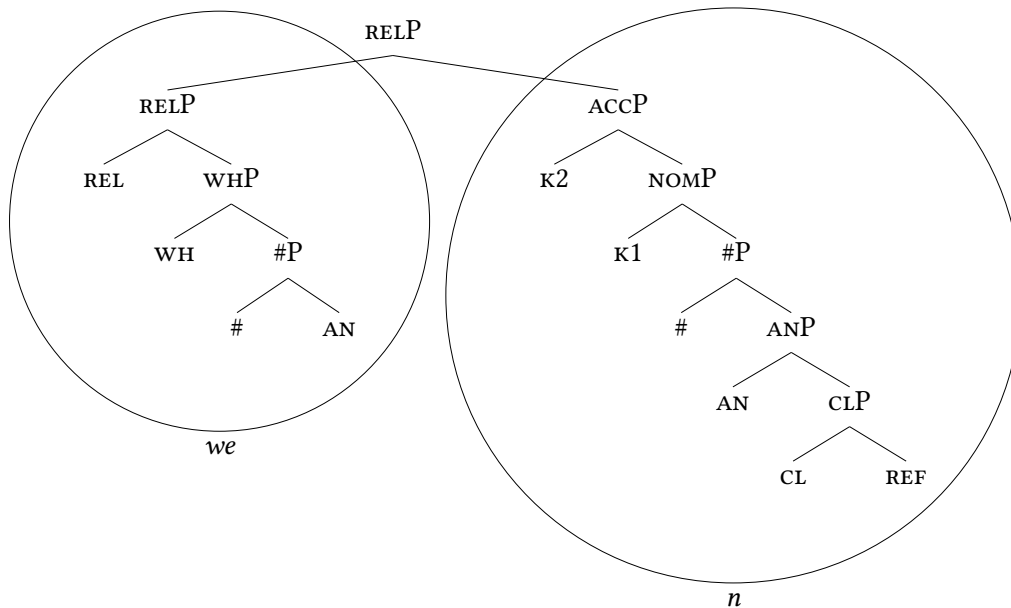 RELP
RELP ACCP
REL WHP K2 NOMP
WH #P K1 #P
# AN # ANP
AN CLP
we
CL REF
n